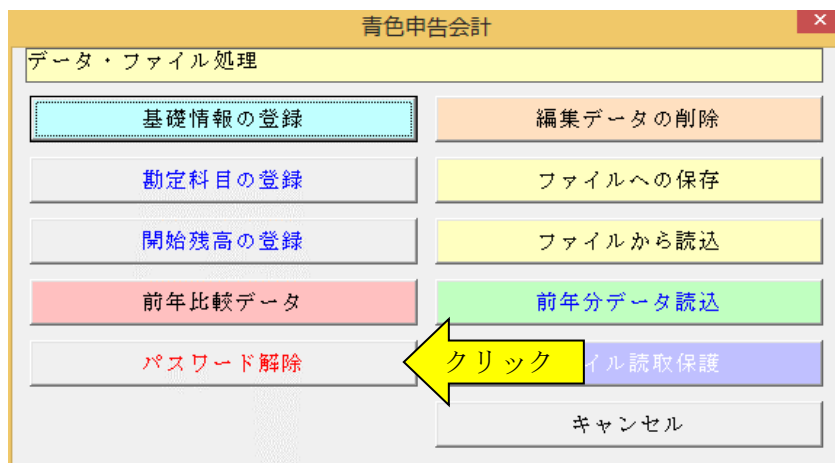 青色申告会計
データ・ファイル処理
基礎情報の登録
編集データの削除
勘定科目の登録
ファイルへの保存
開始残高の登録
ファイルから読込
前年比較データ
前年分データ読込
パスワード解除
クリック
イル読取保護
キャンセル